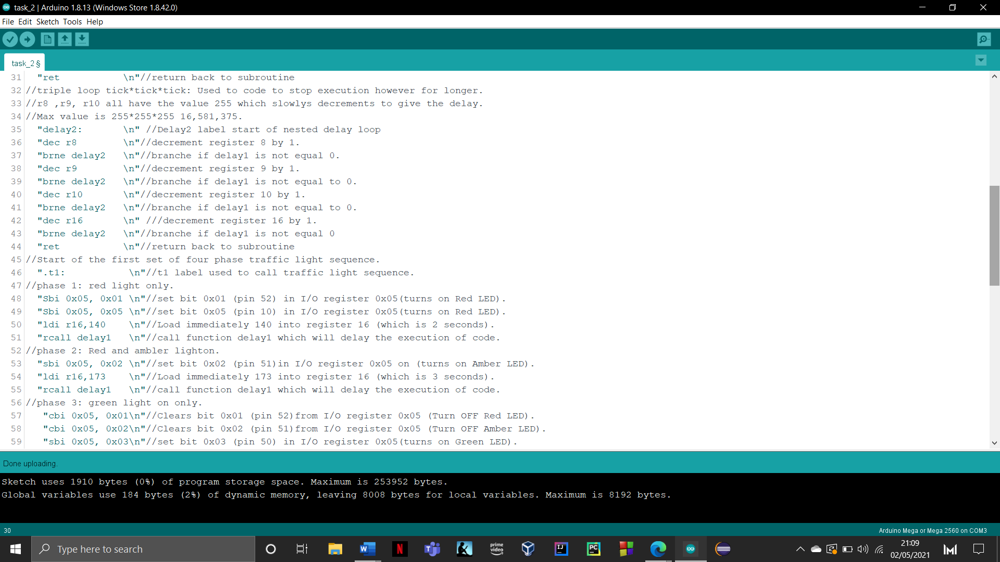 task_2 | Arduino 1.8.13 (Windows Store 1.8.42.0)
File Edit Sketch Tools Help
task_2 §
31 "ret \n"//return back to subroutine
32 //triple loop tick*tick*tick: Used to code to stop execution however for longer.
33 //r8 ,r9, r10 all have the value 255 which slowlys decrements to give the delay.
34 //Max value is 255*255*255 16,581,375.
35 "delay2: \n" //Delay2 label start of nested delay loop
36 "dec r8 \n"//decrement register 8 by 1.
37 "brne delay2 \n"//branche if delay1 is not equal 0.
38 "dec r9 \n"//decrement register 9 by 1.
39 "brne delay2 \n"//branche if delay1 is not equal to 0.
40 "dec r10 \n"//decrement register 10 by 1.
41 "brne delay2 \n"//branche if delay1 is not equal to 0.
42 "dec r16 \n" ///decrement register 16 by 1.
43 "brne delay2 \n"//branche if delay1 is not equal 0
44 "ret \n"//return back to subroutine
45 //Start of the first set of four phase traffic light sequence.
46 ".t1: \n"//t1 label used to call traffic light sequence.
47 //phase 1: red light only.
48 "Sbi 0x05, 0x01 \n"//set bit 0x01 (pin 52) in I/O register 0x05(turns on Red LED).
49 "Sbi 0x05, 0x05 \n"//set bit 0x05 (pin 10) in I/O register 0x05(turns on Red LED).
50 "ldi r16,140 \n"//Load immediately 140 into register 16 (which is 2 seconds).
51 "rcall delay1 \n"//call function delay1 which will delay the execution of code.
52 //phase 2: Red and ambler lighton.
53 "sbi 0x05, 0x02 \n"//set bit 0x02 (pin 51)in I/O register 0x05 on (turns on Amber LED).
54 "ldi r16,173 \n"//Load immediately 173 into register 16 (which is 3 seconds).
55 "rcall delay1 \n"//call function delay1 which will delay the execution of code.
56 //phase 3: green light on only.
57 "cbi 0x05, 0x01\n"//Clears bit 0x01 (pin 52)from I/O register 0x05 (Turn OFF Red LED).
58 "cbi 0x05, 0x02\n"//Clears bit 0x02 (pin 51)from I/O register 0x05 (Turn OFF Amber LED).
59 "sbi 0x05, 0x03\n"//set bit 0x03 (pin 50) in I/O register 0x05(turns on Green LED).
Done uploading.
Sketch uses 1910 bytes (0%) of program storage space. Maximum is 253952 bytes.
Global variables use 184 bytes (2%) of dynamic memory, leaving 8008 bytes for local variables. Maximum is 8192 bytes.
30 Arduino Mega or Mega 2560 on COM3
Type here to search
prime video
21:09
02/05/2021